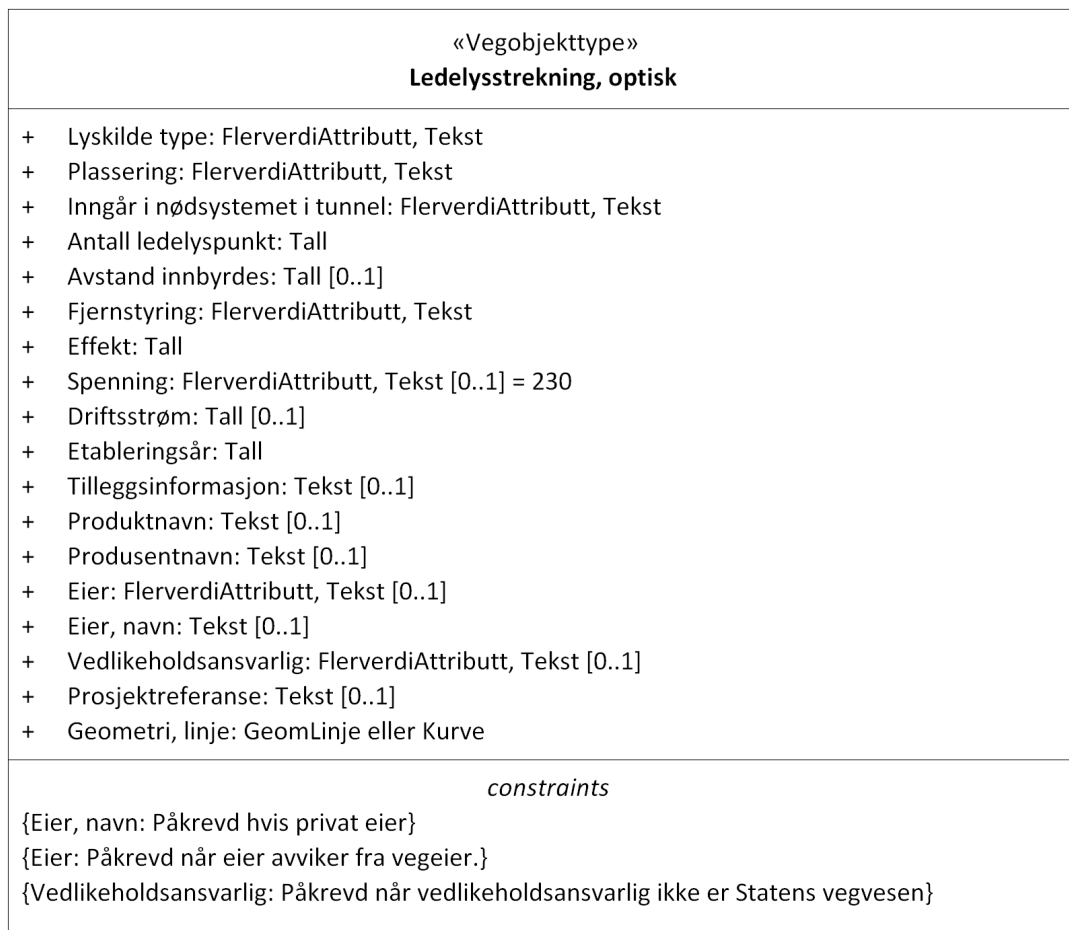 «Vegobjekttype»
Ledelysstrekning, optisk
+ Lyskilde type: FlerverdiAttributt, Tekst
+ Plassering: FlerverdiAttributt, Tekst
+ Inngår i nødsystemet i tunnel: FlerverdiAttributt, Tekst
+ Antall ledelyspunkt: Tall
+ Avstand innbyrdes: Tall [0..1]
+ Fjernstyring: FlerverdiAttributt, Tekst
+ Effekt: Tall
+ Spenning: FlerverdiAttributt, Tekst [0..1] = 230
+ Driftsstrøm: Tall [0..1]
+ Etableringsår: Tall
+ Tilleggsinformasjon: Tekst [0..1]
+ Produktnavn: Tekst [0..1]
+ Produsentnavn: Tekst [0..1]
+ Eier: FlerverdiAttributt, Tekst [0..1]
+ Eier, navn: Tekst [0..1]
+ Vedlikeholdsansvarlig: FlerverdiAttributt, Tekst [0..1]
+ Prosjektreferanse: Tekst [0..1]
+ Geometri, linje: GeomLinje eller Kurve
constraints
{Eier, navn: Påkrevd hvis privat eier}
{Eier: Påkrevd når eier avviker fra vegeier.}
{Vedlikeholdsansvarlig: Påkrevd når vedlikeholdsansvarlig ikke er Statens vegvesen}